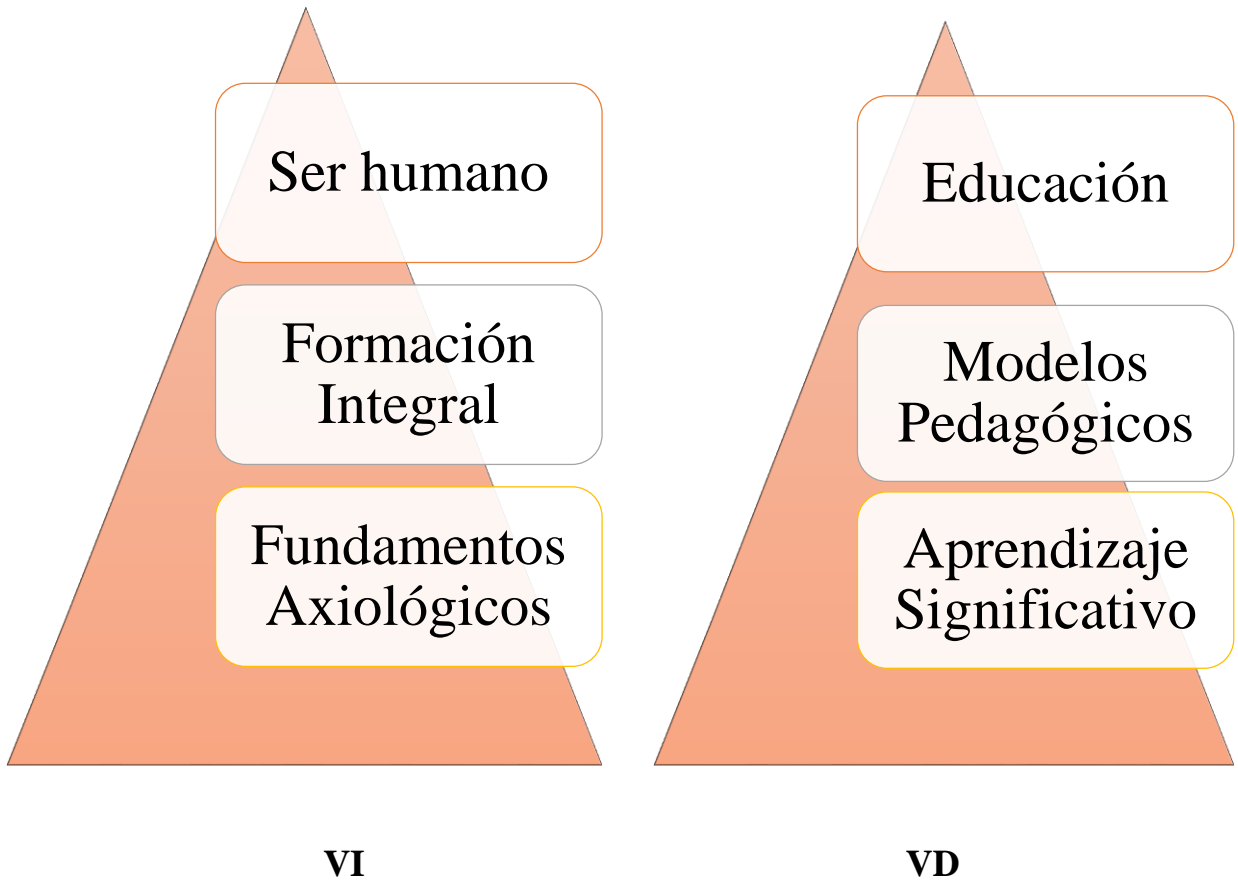 Ser humano
Formación
Integral
Fundamentos
Axiológicos
VI
Educación
Modelos
Pedagógicos
Aprendizaje
Significativo
VD